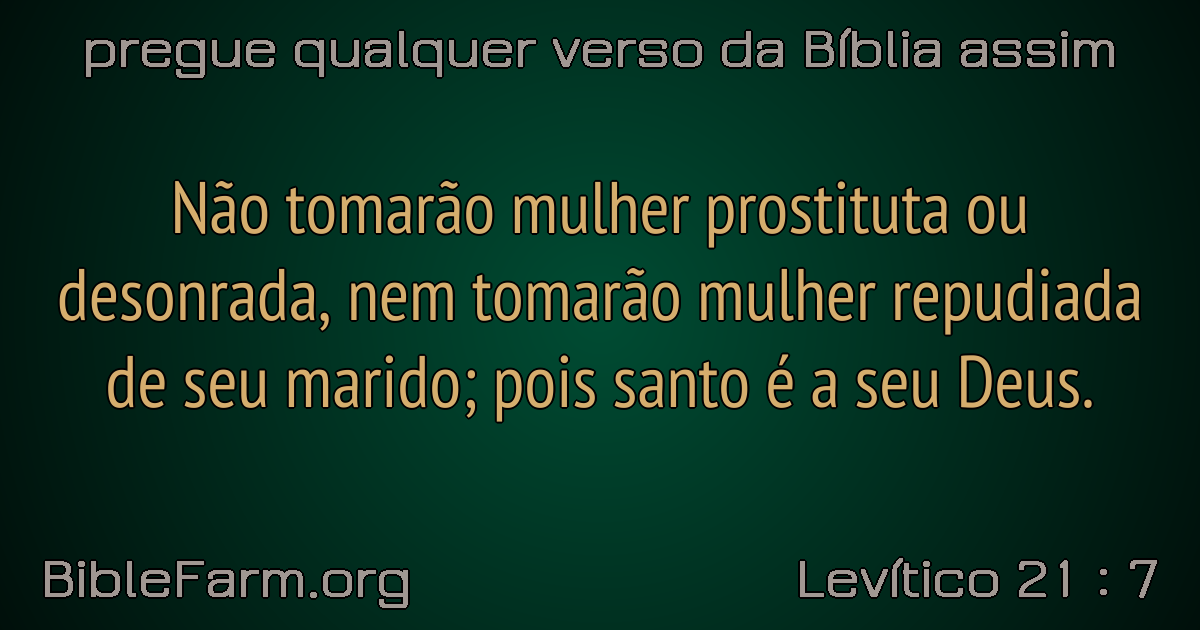 pregue qualquer verso da Bíblia assim
Não tomarão mulher prostituta ou
desonrada, nem tomarão mulher repudiada
de seu marido; pois santo é a seu Deus.
BibleFarm.org
Levítico 21 : 7